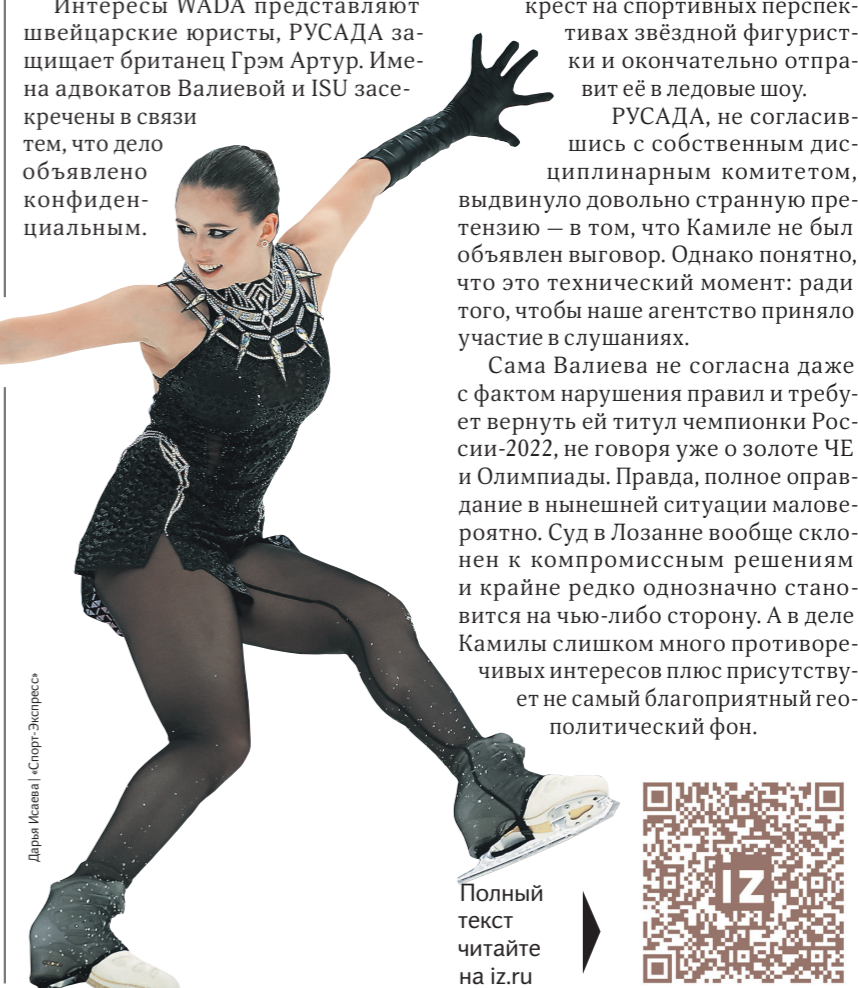 Интересы WADA представляют
швейцарские юристы, РУСАДА за-
щищает британец Грэм Артур. Име-
на адвокатов Валиевой и ISU засе-
кречены в связи
тем, что дело
объявлено
конфиден-
циальным.
крест на спортивных перспек-
тивах звёздной фигурист-
ки и окончательно отпра-
вит её в ледовые шоу.
РУСАДА, не согласив-
шись с собственным дис-
циплинарным комитетом,
выдвинуло довольно странную пре-
тензию — в том, что Камиле не был
объявлен выговор. Однако понятно,
что это технический момент: ради
того, чтобы наше агентство приняло
участие в слушаниях.
Сама Валиева не согласна даже
с фактом нарушения правил и требу-
ет вернуть ей титул чемпионки Рос-
сии-2022, не говоря уже о золоте ЧЕ
и Олимпиады. Правда, полное оправ-
дание в нынешней ситуации малове-
роятно. Суд в Лозанне вообще скло-
нен к компромиссным решениям
и крайне редко однозначно стано-
вится на чью-либо сторону. А в деле
Камилы слишком много противоре-
чивых интересов плюс присутству-
ет не самый благоприятный гео-
политический фон.
Дарья Исаева | «Спорт-Экспресс»
Полный
текст
читайте
на iz.ru
IZ